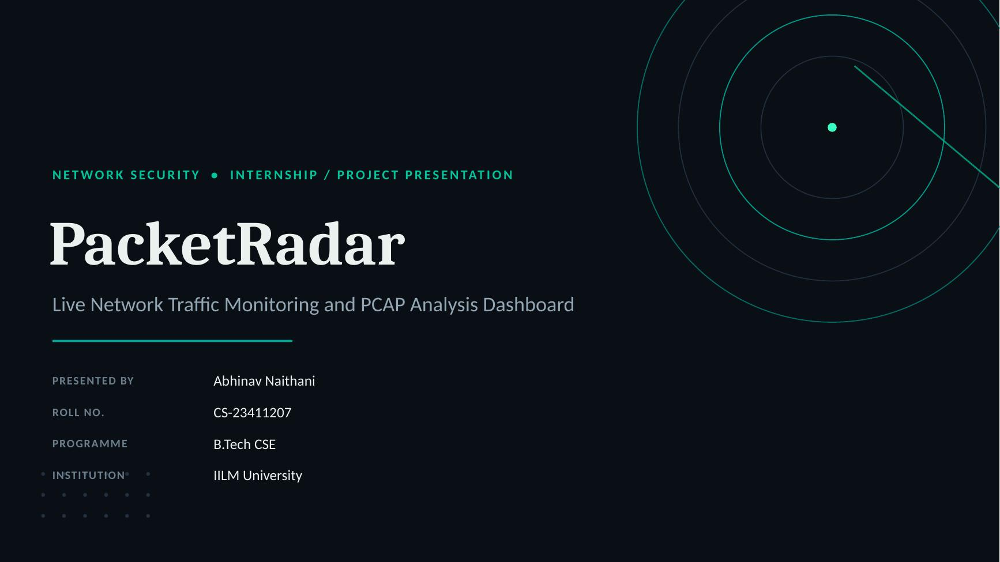 NETWORK SECURITY ● INTERNSHIP / PROJECT PRESENTATION
PacketRadar
Live Network Traffic Monitoring and PCAP Analysis Dashboard
PRESENTED BY Abhinav Naithani
ROLL NO. CS-23411207
PROGRAMME B.Tech CSE
INSTITUTION IILM University